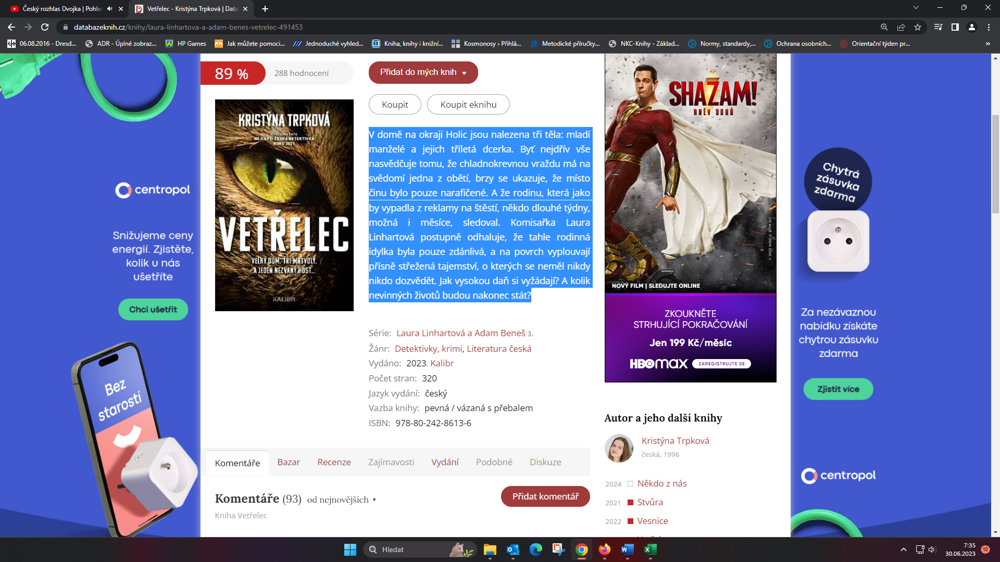 Český rozhlas Dvojka | Pohle
Vetřelec - Kristýna Trpková | Data
databazeknih.cz/knihy/laura-linhartova-a-adam-benes-vetrelec-491453
06.08.2016 - Dresd...
ADR - Úplné zobraz...
HP Games
Jak můžete pomoci...
Jednoduché vyhled...
Kniha, knihy i knižní...
Kosmonosy › Přihlá...
Metodické příručky,...
NKC-Knihy - Základ...
Normy, standardy,...
Ochrana osobních...
Orientační týden pr...
»
89 %
288 hodnocení
Přidat do mých knih
Koupit
Koupit eknihu
KRISTÝNA TRPKOVÁ
Držitelka ceny
NEJLEPŠÍ ČESKÁ DETEKTIVKA
ROKU 2021
VETŘELEC
VELKÝ DŮM. TŘI MRTVOLY.
A JEDEN NEZVANÝ HOST...
KALIBR
V domě na okraji Holic jsou nalezena tři těla: mladí
manželé a jejich tříletá dcerka. Byť nejdřív vše
nasvědčuje tomu, že chladnokrevnou vraždu má na
svědomí jedna z obětí, brzy se ukazuje, že místo
činu bylo pouze narafičené. A že rodinu, která jako
by vypadla z reklamy na štěstí, někdo dlouhé týdny,
možná i měsíce, sledoval. Komisařka Laura
Linhartová postupně odhaluje, že tahle rodinná
idylka byla pouze zdánlivá, a na povrch vyplouvají
přísně střežená tajemství, o kterých se neměl nikdy
nikdo dozvědět. Jak vysokou daň si vyžádají? A kolik
nevinných životů budou nakonec stát?
Série: Laura Linhartová a Adam Beneš 3.
Žánr: Detektivky, krimi, Literatura česká
Vydáno: 2023, Kalibr
Počet stran: 320
Jazyk vydání: český
Vazba knihy: pevná / vázaná s přebalem
ISBN: 978-80-242-8613-6
Komentáře
Bazar
Recenze
Zajímavosti
Vydání
Podobné
Diskuze
Komentáře (93) od nejnovějších
Přidat komentář
Kniha Vetřelec
SHAZAM!
HNĚV BOHŮ
NOVÝ FILM | SLEDUJTE ONLINE
ZKOUKNĚTE
STRHUJÍCÍ POKRAČOVÁNÍ
Jen 199 Kč/měsíc
HBOMAX
ZAREGISTRUJTE SE
Autor a jeho další knihy
Kristýna Trpková
česká, 1996
2024 Někdo z nás
2021 Stvůra
2022 Vesnice
centropol
Snižujeme ceny
energií. Zjistěte,
kolik u nás
ušetříte
Chci ušetřit
Bez
starostí
Chytrá
zásuvka
zdarma
Za nezávaznou
nabídku získáte
chytrou zásuvku
zdarma
Zjistit více
centropol
Hledat
7:35
30.06.2023
10